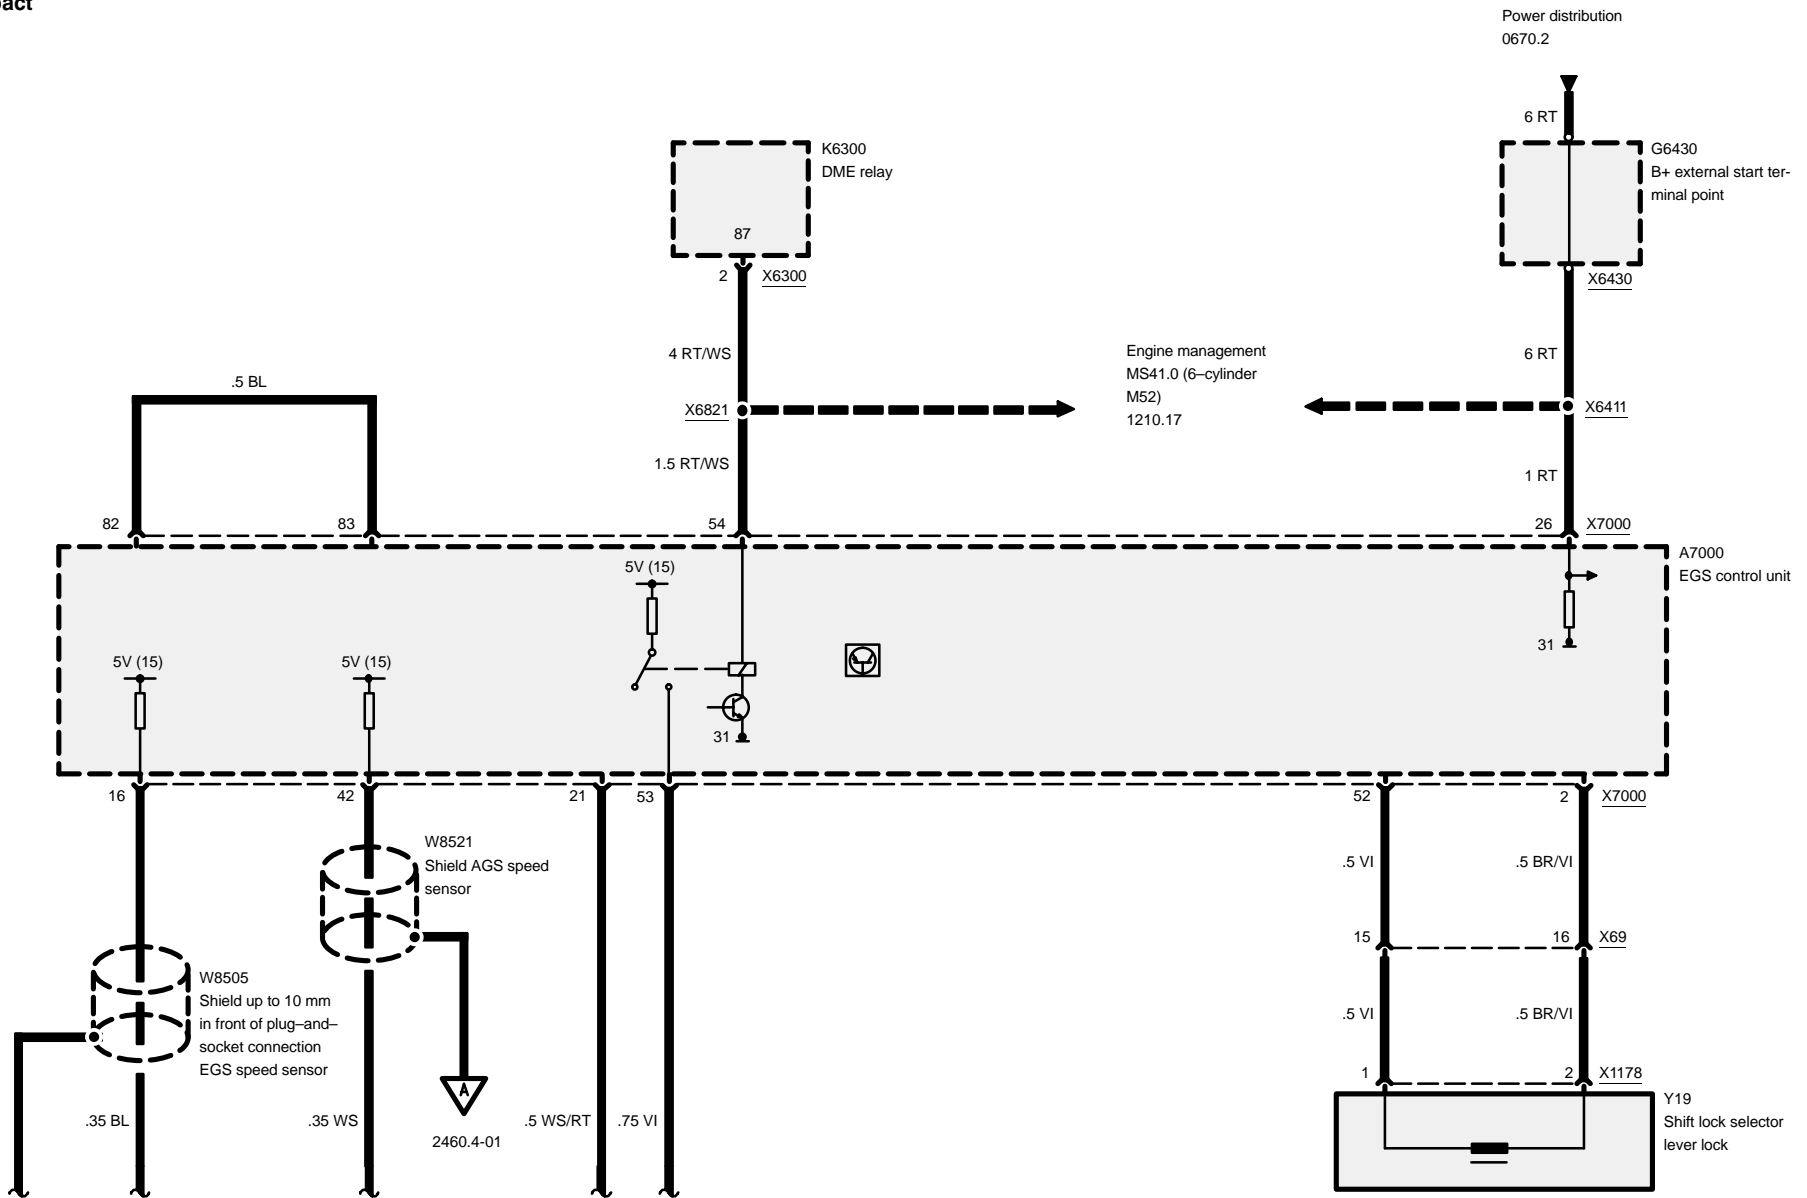 Power distribution
0670.2
6 RT
K6300
DME relay
87
2
X6300
G6430
B+ external start ter-
minal point
X6430
4 RT/WS
6 RT
Engine management
MS41.0 (6–cylinder
M52)
1210.17
.5 BL
X6821
X6411
1.5 RT/WS
1 RT
82
83
54
26
X7000
A7000
EGS control unit
5V (15)
5V (15)
5V (15)
31
31
16
42
21
53
52
2
X7000
W8521
Shield AGS speed
sensor
.5 VI
.5 BR/VI
15
16
X69
W8505
Shield up to 10 mm
in front of plug–and–
socket connection
EGS speed sensor
.5 VI
.5 BR/VI
1
2
X1178
A
2460.4-01
.35 BL
.35 WS
.5 WS/RT
.75 VI
Y19
Shift lock selector
lever lock